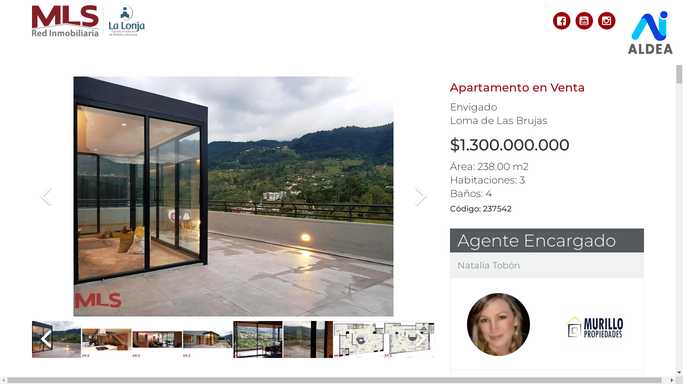 MLS
Red Inmobiliaria
La Lonja
ALDEA
Apartamento en Venta
Envigado
Loma de Las Brujas
$1.300.000.000
Área: 238.00 m2
Habitaciones: 3
Baños: 4
Código: 237542
Agente Encargado
Natalia Tobón
MLS
MURILLO
PROPIEDADES